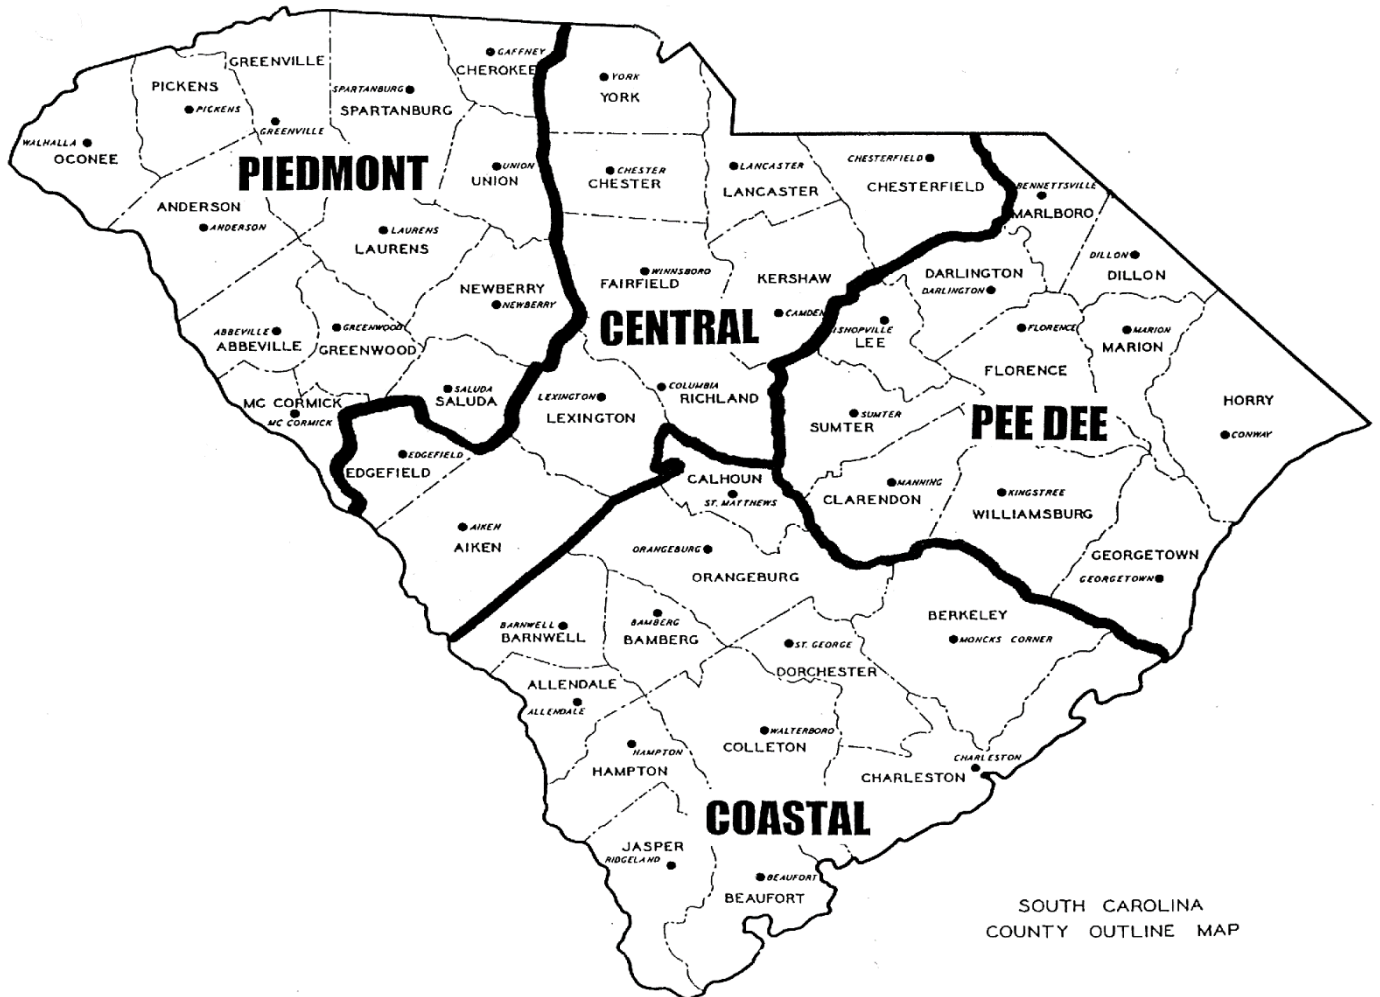 GAFFNEY
CHEROKEE
GREENVILLE
YORK
YORK
PICKENS
PICKENS
SPARTANBURG
SPARTANBURG
GREENVILLE
WALHALLA
OCONEE
PIEDMONT
UNION
UNION
CHESTER
CHESTER
LANCASTER
LANCASTER
CHESTERFIELD
CHESTERFIELD
BENNETTSVILLE
MARLBORO
ANDERSON
ANDERSON
LAURENS
LAURENS
DILLON
DILLON
NEWBERRY
NEWBERRY
WINNSBORO
FAIRFIELD
KERSHAW
CAMDEN
DARLINGTON
DARLINGTON
CENTRAL
ABBEVILLE
ABBEVILLE
GREENWOOD
GREENWOOD
ISHOPVILLE
LEE
FLORENCE
FLORENCE
MARION
MARION
SALUDA
SALUDA
LEXINGTON
LEXINGTON
COLUMBIA
RICHLAND
MC CORMICK
MC CORMICK
SUMTER
SUMTER
PEE DEE
HORRY
CONWAY
EDGEFIELD
EDGEFIELD
CALHOUN
ST. MATTHEWS
MANNING
CLARENDON
KINGSTREE
WILLIAMSBURG
AIKEN
AIKEN
ORANGEBURG
ORANGEBURG
GEORGETOWN
GEORGETOWN
BARNWELL
BARNWELL
BAMBERG
BAMBERG
BERKELEY
MONCKS CORNER
ST. GEORGE
DORCHESTER
ALLENDALE
ALLENDALE
HAMPTON
HAMPTON
WALTERBORO
COLLETON
CHARLESTON
CHARLESTON
COASTAL
JASPER
RIDGELAND
BEAUFORT
BEAUFORT
SOUTH CAROLINA
COUNTY OUTLINE MAP